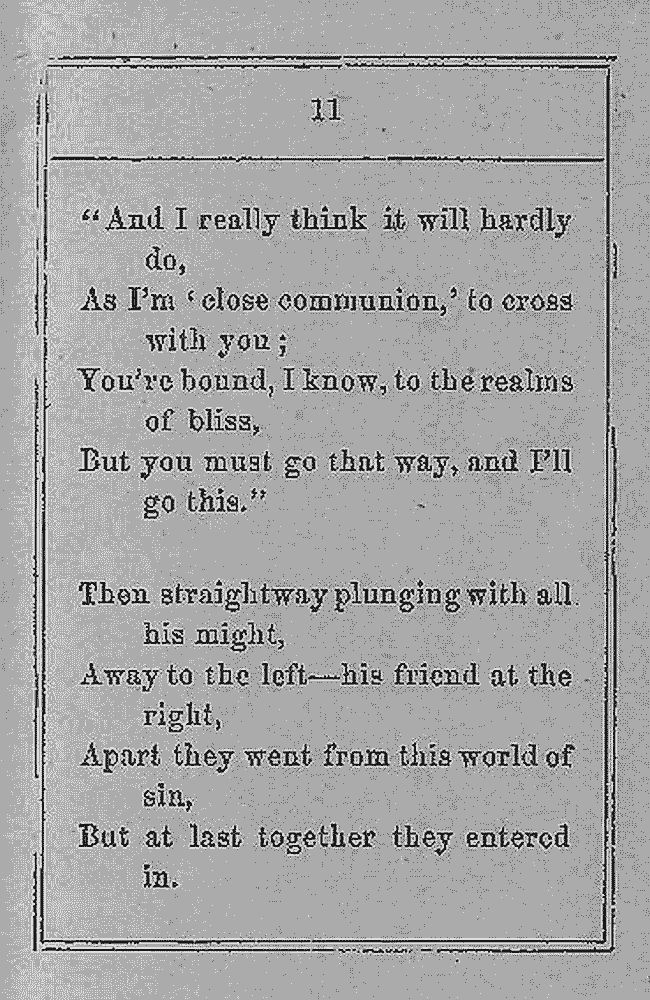 11
“And I really think it will hardly
do,
As I’m ‘close communion,’ to cross
with you;
You’re bound, I know, to the realms
of bliss,
But you must go that way, and I’ll
go this.”
Then straightway plunging with all
his might,
Away to the left—his friend at the
right,
Apart they went from this world of
sin,
But at last together they entered
in.